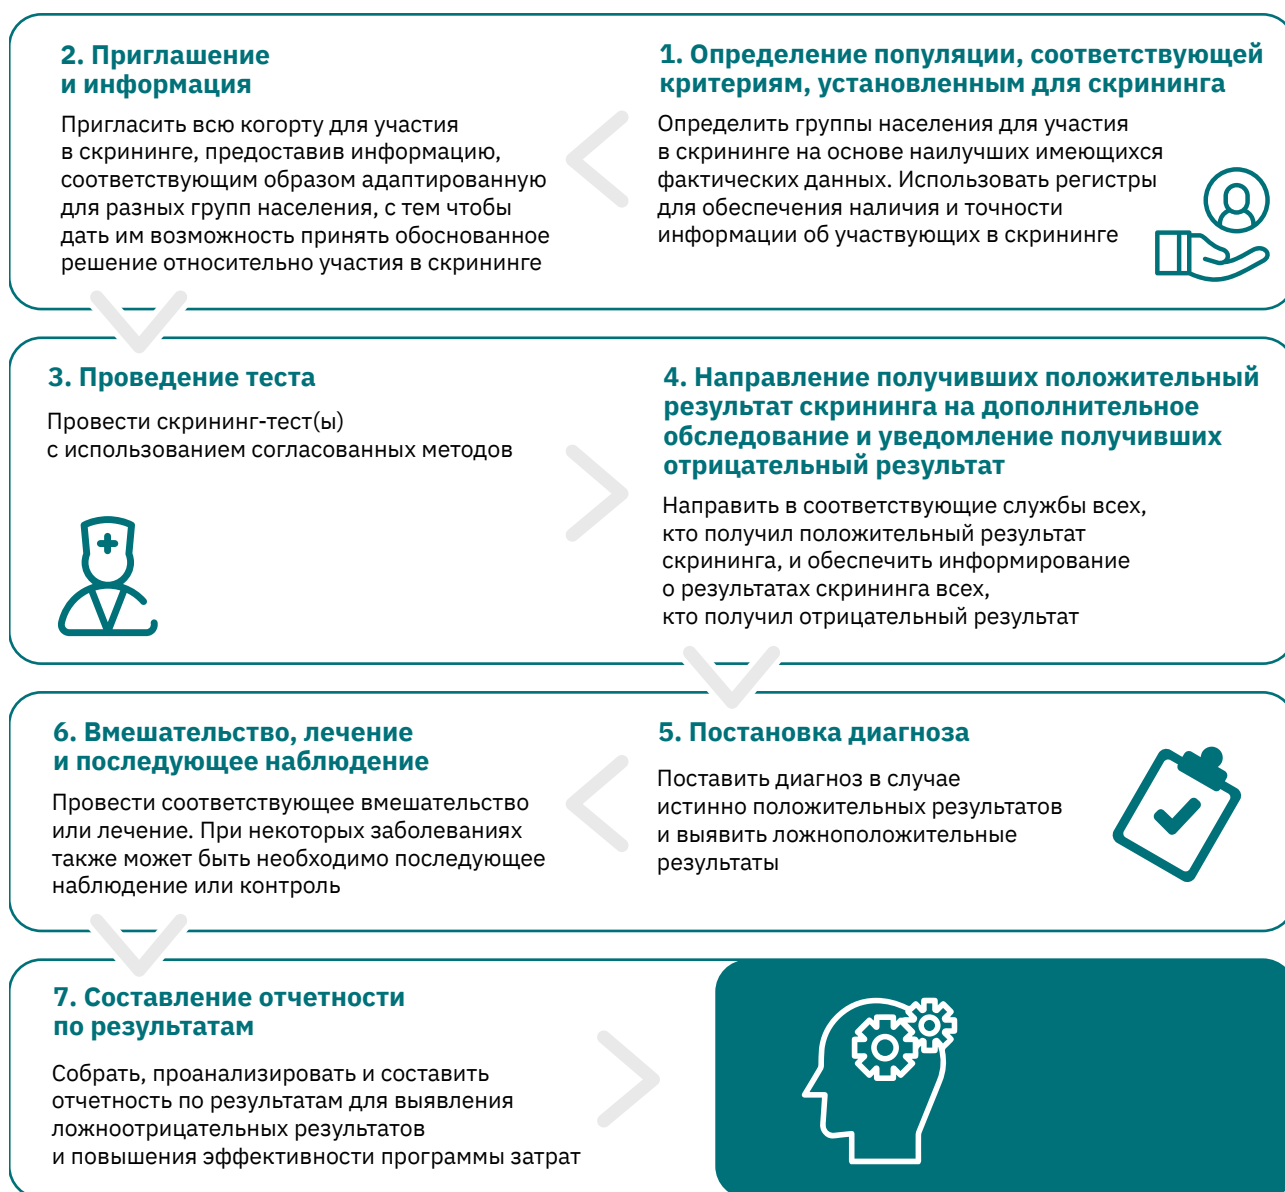 1. Определение популяции, соответствующей
критериям, установленным для скрининга
Определить группы населения для участия
в скрининге на основе наилучших имеющихся
фактических данных. Использовать регистры
для обеспечения наличия и точности
информации об участвующих в скрининге
2. Приглашение
и информация
Пригласить всю когорту для участия
в скрининге, предоставив информацию,
соответствующим образом адаптированную
для разных групп населения, с тем чтобы
дать им возможность принять обоснованное
решение относительно участия в скрининге
3. Проведение теста
Провести скрининг-тест(ы)
с использованием согласованных методов
4. Направление получивших положительный
результат скрининга на дополнительное
обследование и уведомление получивших
отрицательный результат
Направить в соответствующие службы всех,
кто получил положительный результат
скрининга, и обеспечить информирование
о результатах скрининга всех,
кто получил отрицательный результат
5. Постановка диагноза
Поставить диагноз в случае
истинно положительных результатов
и выявить ложноположительные
результаты
6. Вмешательство, лечение
и последующее наблюдение
Провести соответствующее вмешательство
или лечение. При некоторых заболеваниях
также может быть необходимо последующее
наблюдение или контроль
7. Составление отчетности
по результатам
Собрать, проанализировать и составить
отчетность по результатам для выявления
ложноотрицательных результатов
и повышения эффективности программы затрат